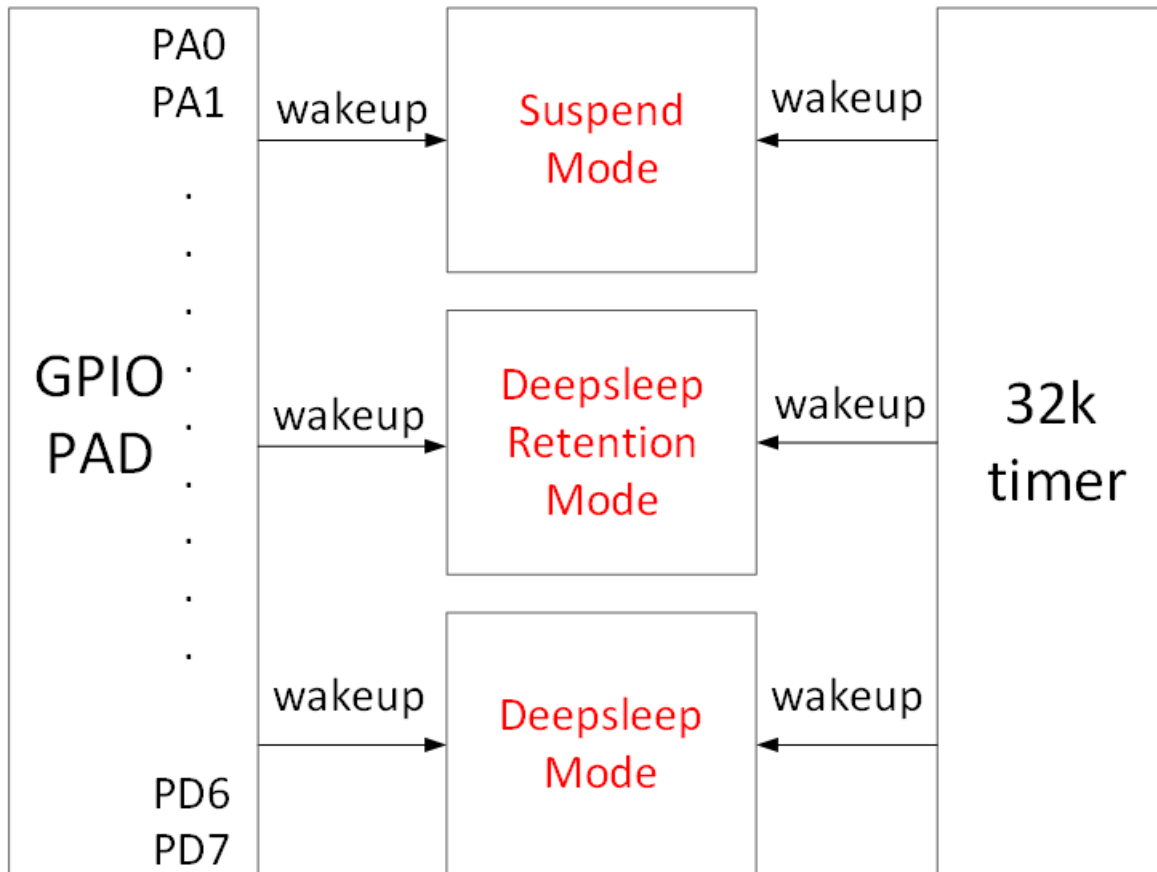 PA0
PA1
.
.
.
.
.
.
.
.
.
GPIO
PAD
PD6
PD7
wakeup
Suspend
Mode
wakeup
wakeup
Deepsleep
Retention
Mode
wakeup
wakeup
Deepsleep
Mode
wakeup
32k
timer